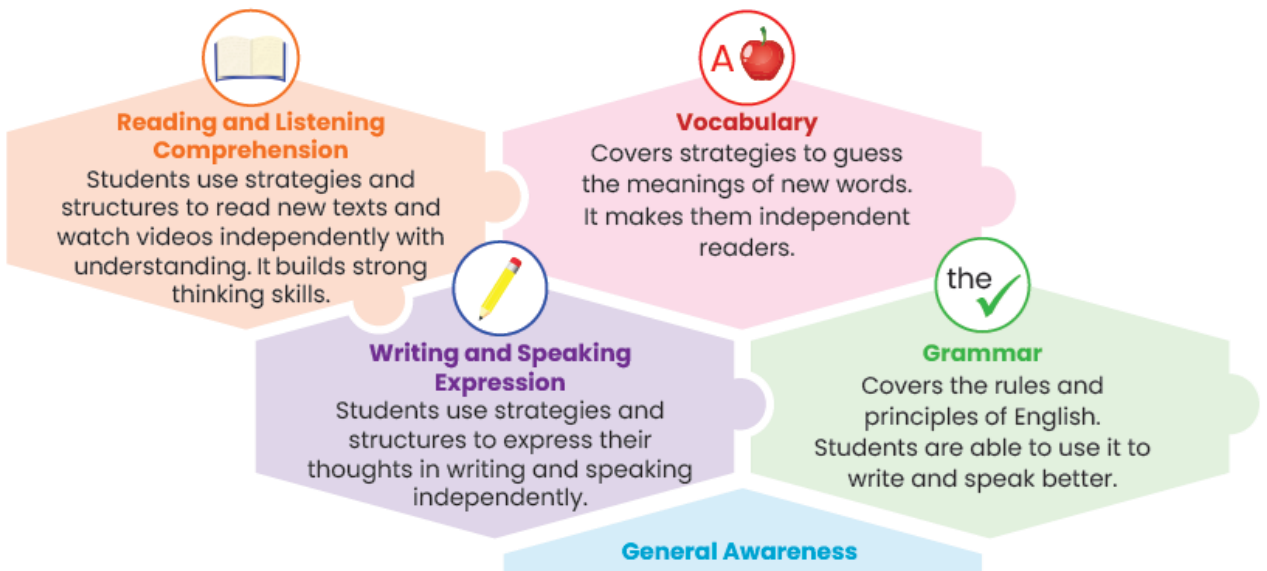 Reading and Listening
Comprehension
Students use strategies and
structures to read new texts and
watch videos independently with
understanding. It builds strong
thinking skills.
A
Vocabulary
Covers strategies to guess
the meanings of new words.
It makes them independent
readers.
Writing and Speaking
Expression
Students use strategies and
structures to express their
thoughts in writing and speaking
independently.
the
Grammar
Covers the rules and
principles of English.
Students are able to use it to
write and speak better.
General Awareness